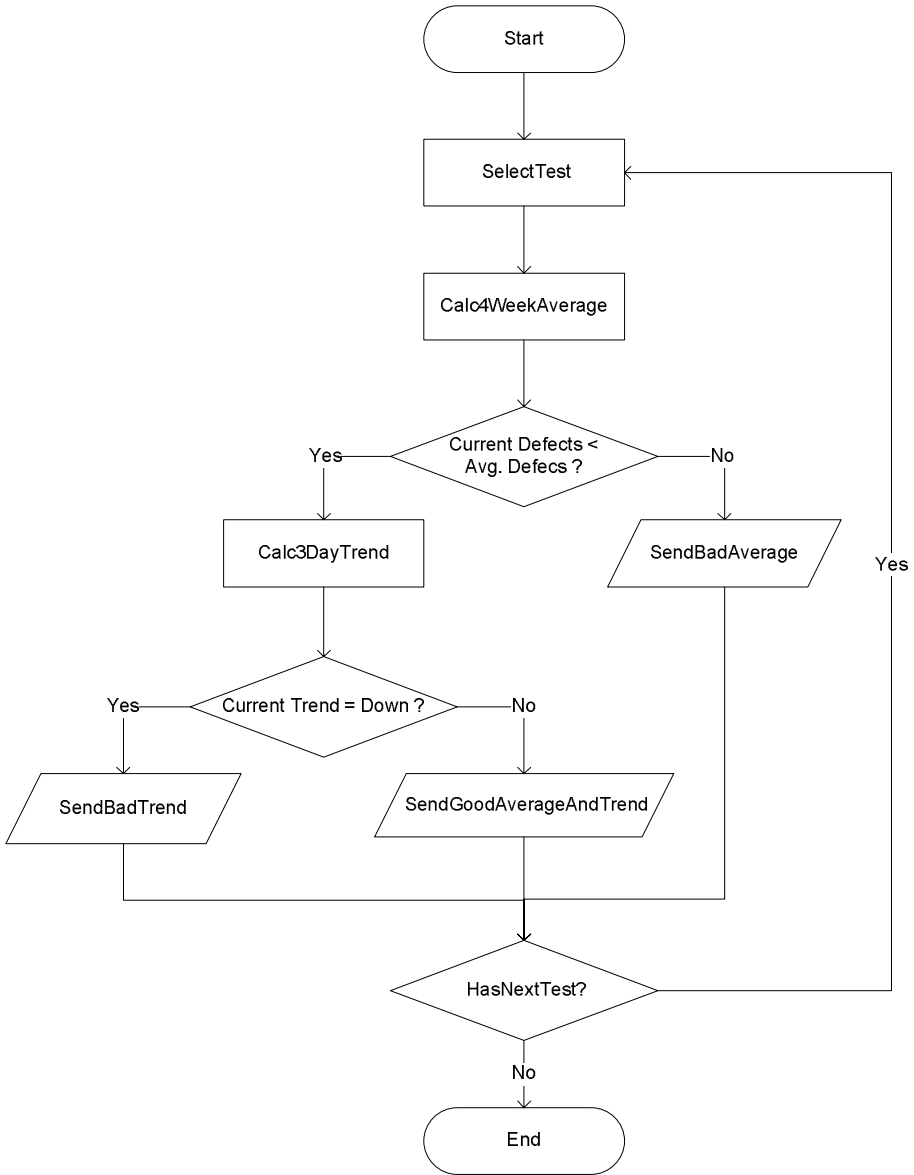 Start
SelectTest
Calc4WeekAverage
Current Defects <
Avg. Defecs ?
Yes
No
Calc3DayTrend
SendBadAverage
Yes
Current Trend = Down ?
Yes
No
SendBadTrend
SendGoodAverageAndTrend
HasNextTest?
No
End